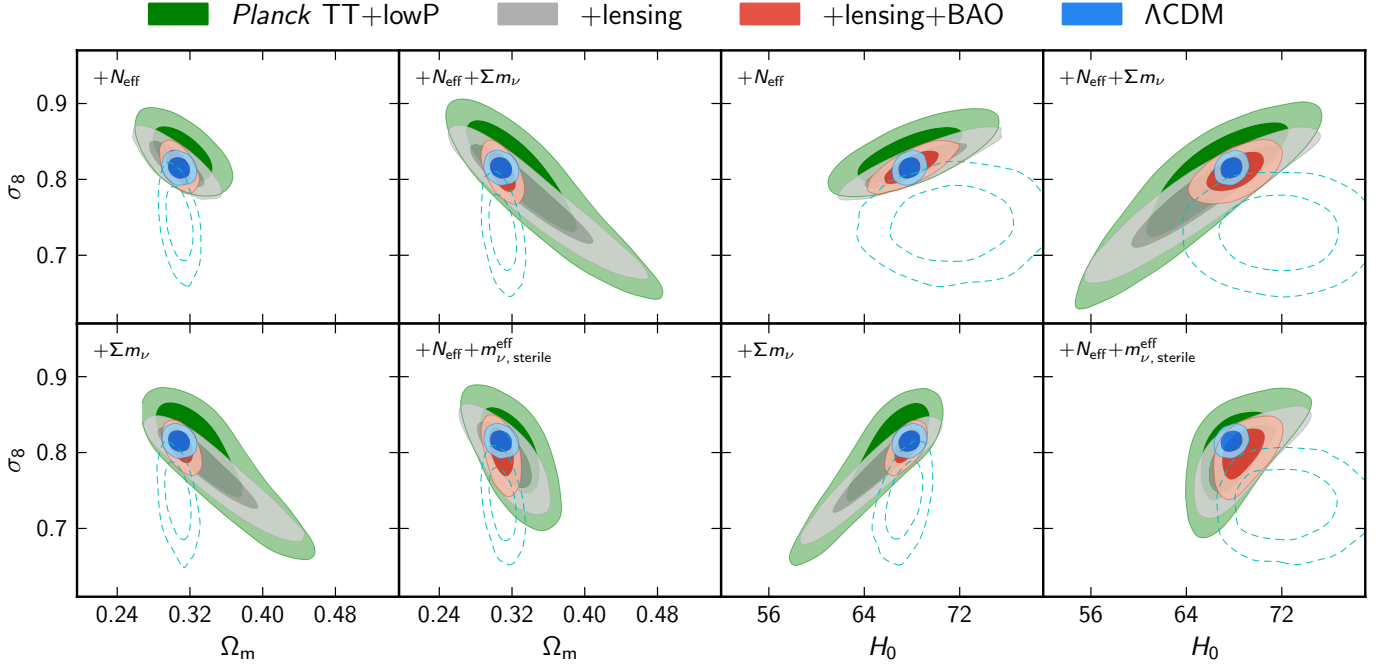 Planck TT+lowP +lensing +lensing+BAO ΛCDM
+N_eff +N_eff+Σm_ν +N_eff +N_eff+Σm_ν
0.9
0.8
0.7
σ_8
+Σm_ν +N_eff+m^eff_ν, sterile +Σm_ν +N_eff+m^eff_ν, sterile
0.9
0.8
0.7
σ_8
0.24 0.32 0.40 0.48 0.24 0.32 0.40 0.48 56 64 72 56 64 72
Ω_m Ω_m H_0 H_0